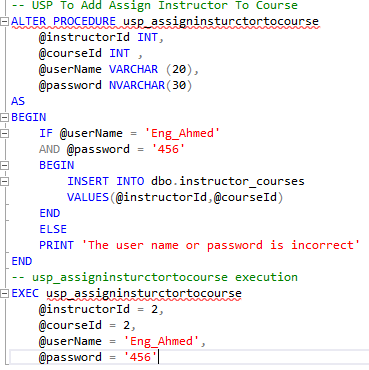 -- USP To Add Assign Instructor To Course
ALTER PROCEDURE usp_assigninsturctortocourse
@instructorId INT,
@courseId INT ,
@userName VARCHAR (20),
@password NVARCHAR(30)
AS
BEGIN
IF @userName = 'Eng_Ahmed'
AND @password = '456'
BEGIN
INSERT INTO dbo.instructor_courses
VALUES(@instructorId,@courseId)
END
ELSE
PRINT 'The user name or password is incorrect'
END
-- usp_assigninsturctortocourse execution
EXEC usp_assigninsturctortocourse
@instructorId = 2,
@courseId = 2,
@userName = 'Eng_Ahmed',
@password = '456'